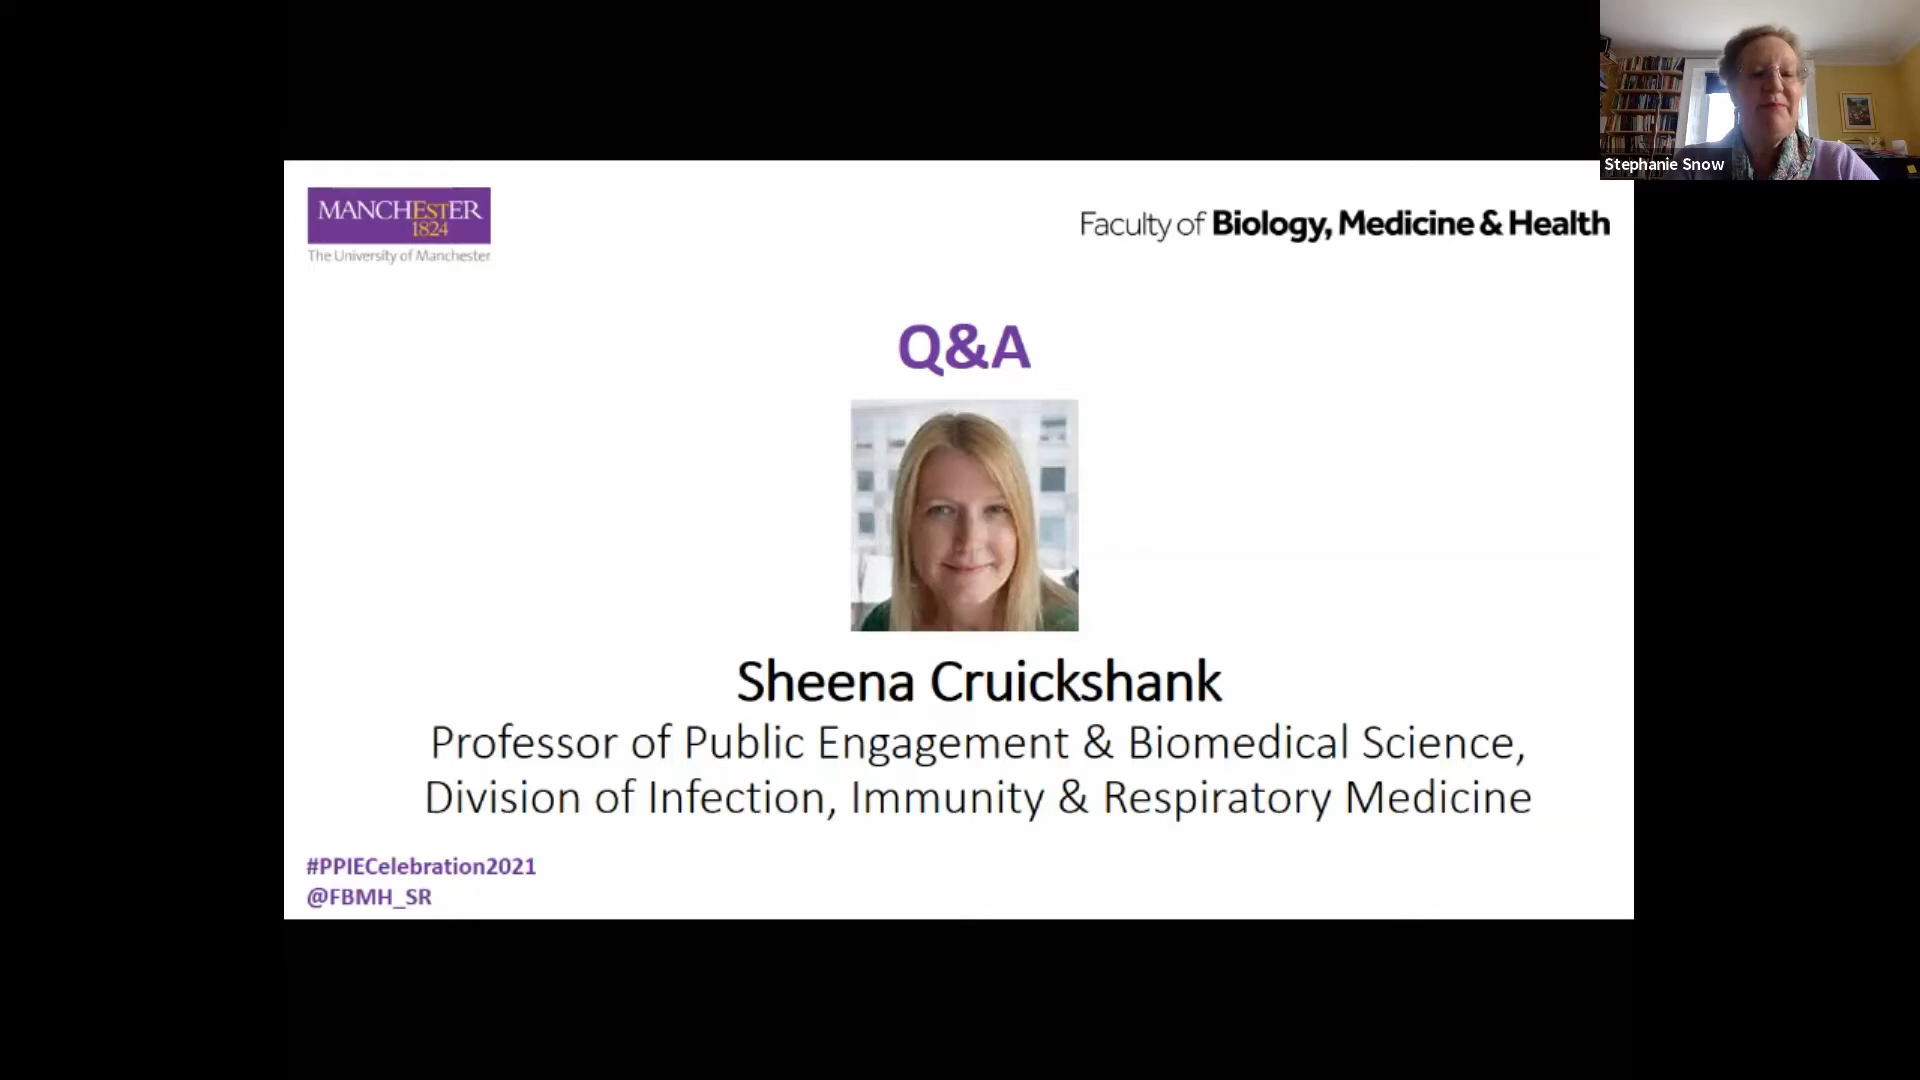 Stephanie Snow
MANCHESTER
1824
The University of Manchester
Faculty of Biology, Medicine & Health
Q&A
Sheena Cruickshank
Professor of Public Engagement & Biomedical Science,
Division of Infection, Immunity & Respiratory Medicine
#PPIECelebration2021
@FBMH_SR